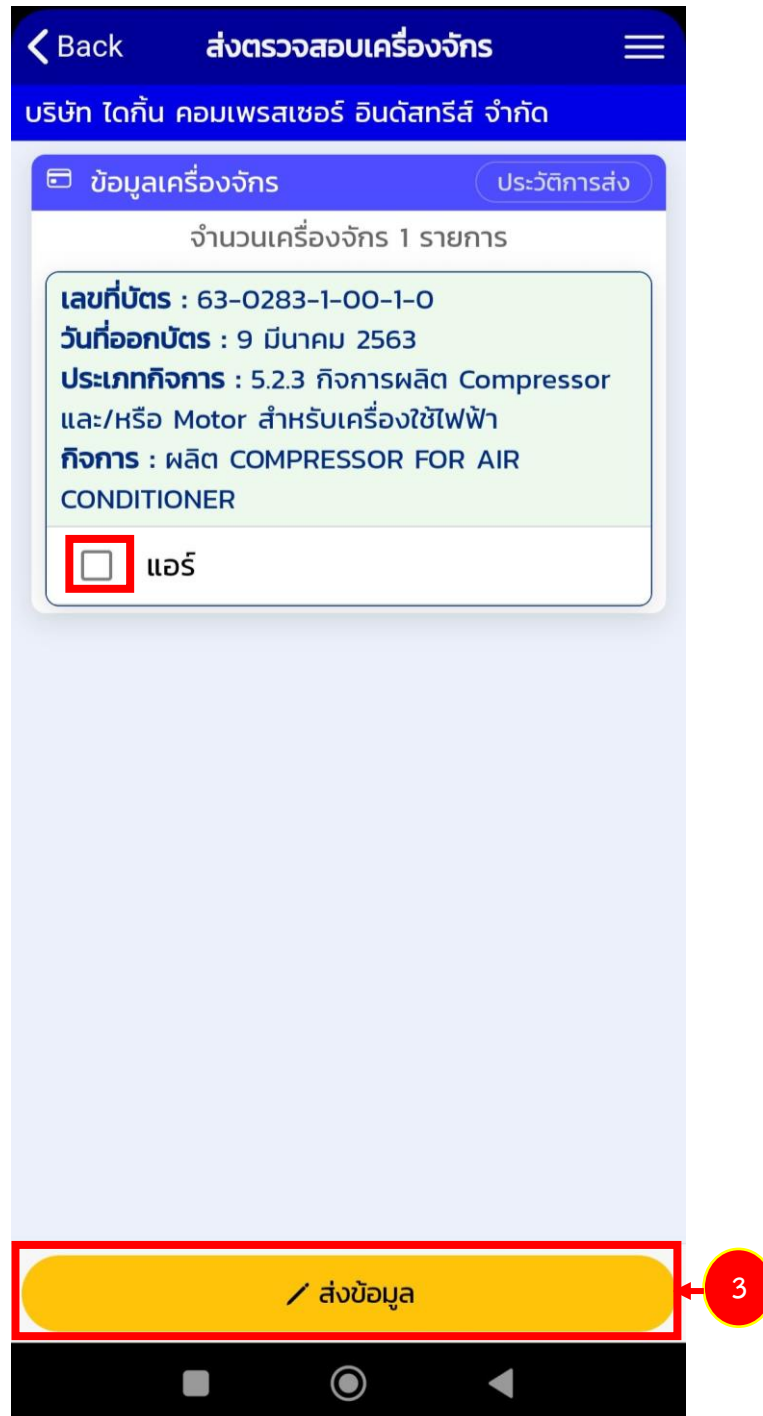 Back ส่งตรวจสอบเครื่องจักร
บริษัท ไดกิ้น คอมเพรสเซอร์ อินดัสทรีส์ จำกัด
ข้อมูลเครื่องจักร ประวัติการส่ง
จำนวนเครื่องจักร 1 รายการ
เลขที่บัตร : 63-0283-1-00-1-0
วันที่ออกบัตร : 9 มีนาคม 2563
ประเภทกิจการ : 5.2.3 กิจการผลิต Compressor
และ/หรือ Motor สำหรับเครื่องใช้ไฟฟ้า
กิจการ : ผลิต COMPRESSOR FOR AIR
CONDITIONER
แอร์
ส่งข้อมูล
3